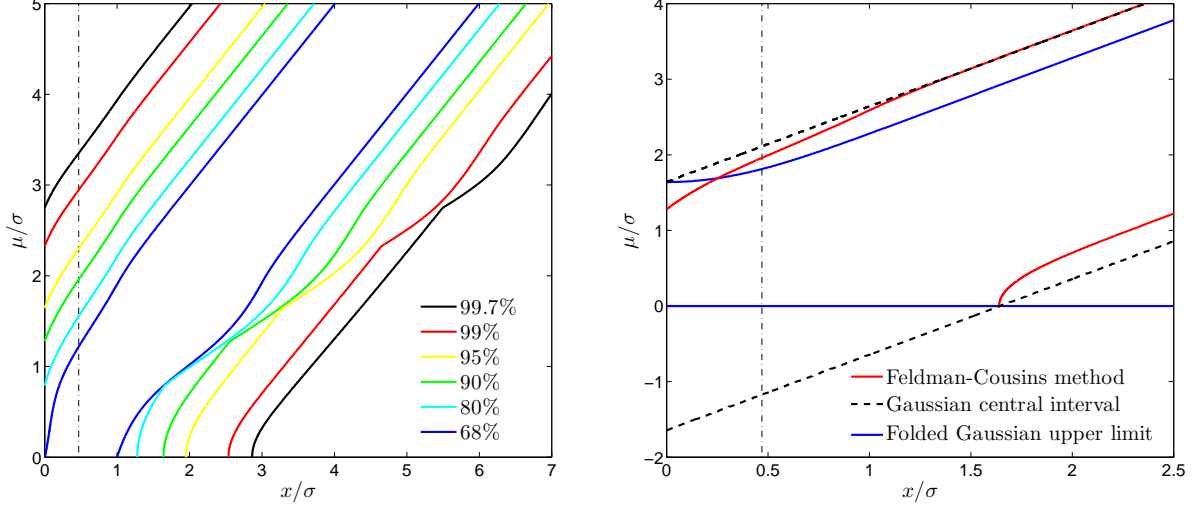 5
4
3
2
1
0
μ/σ
99.7%
99%
95%
90%
80%
68%
0 1 2 3 4 5 6 7
x/σ
4
3
2
1
0
−1
−2
μ/σ
Feldman-Cousins method
Gaussian central interval
Folded Gaussian upper limit
0 0.5 1 1.5 2 2.5
x/σ